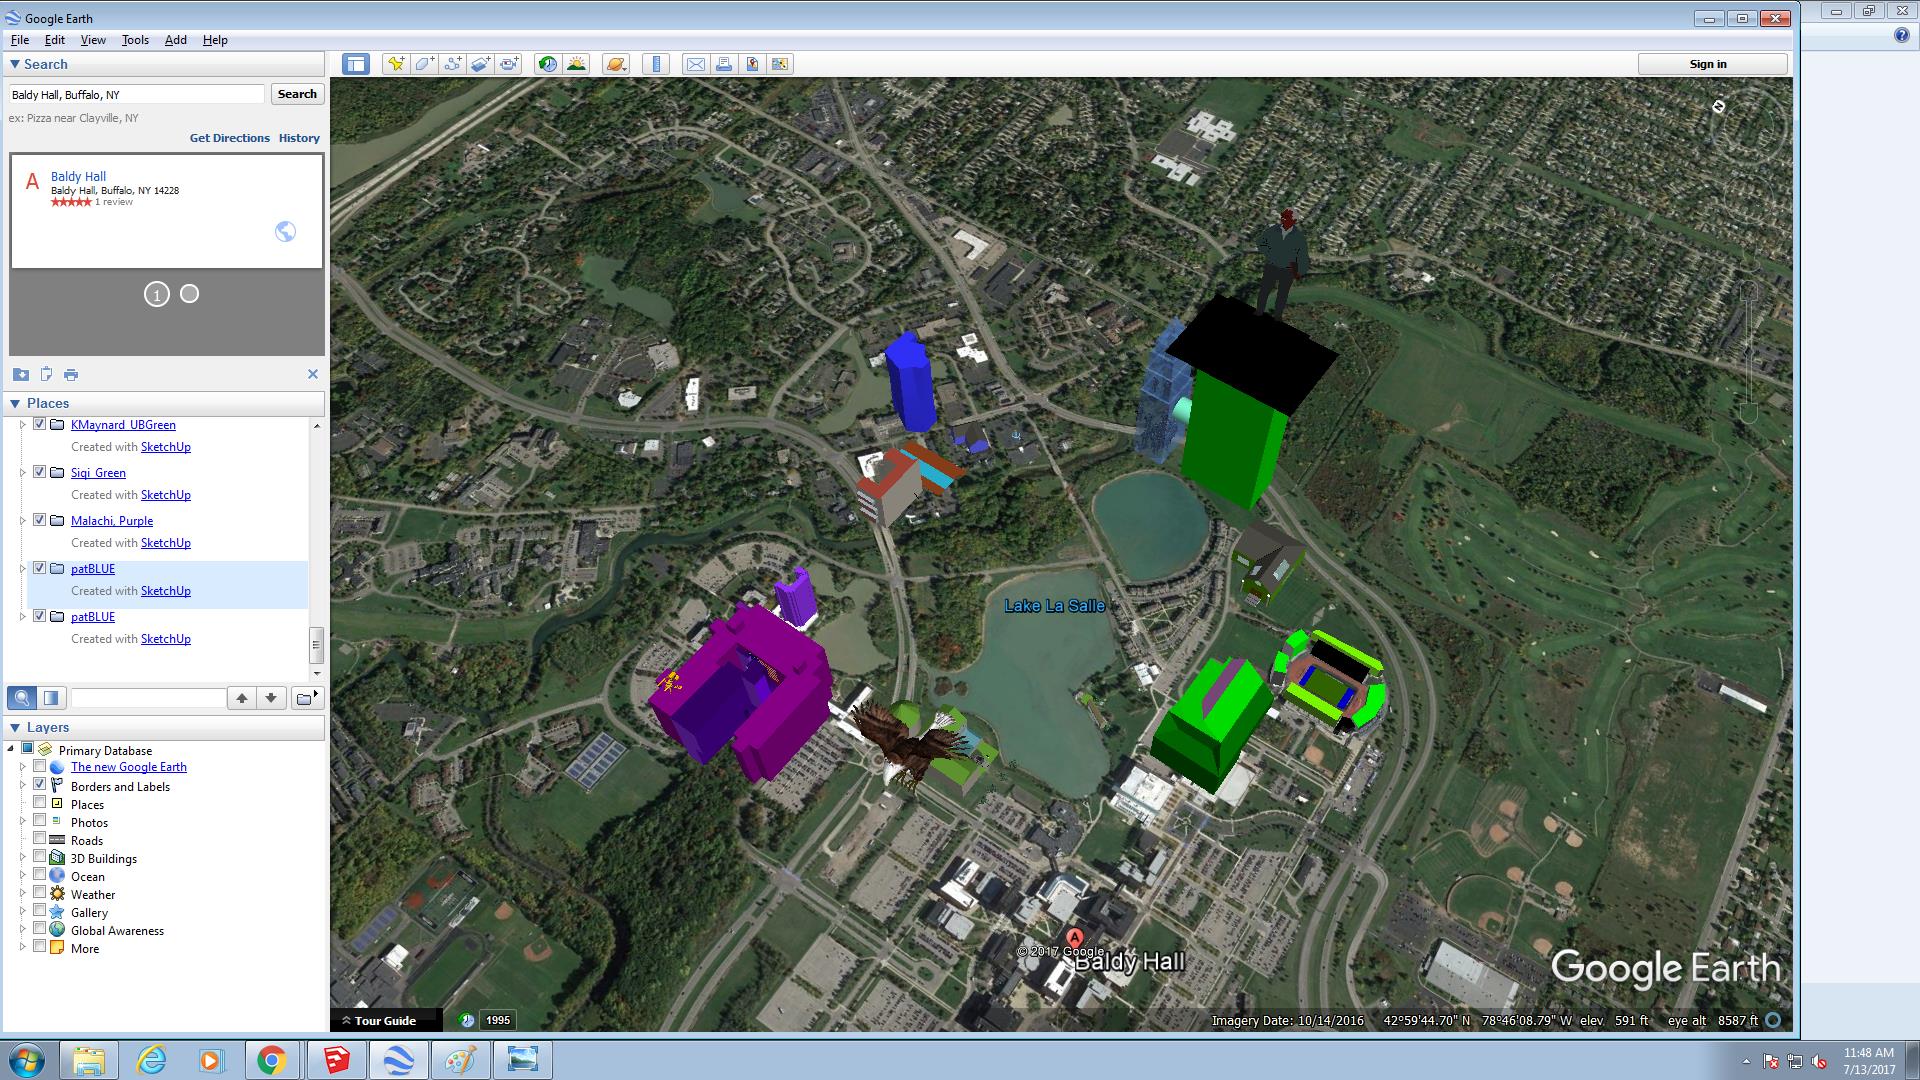 Google Earth
File Edit View Tools Add Help
Search
Baldy Hall, Buffalo, NY
Search
ex: Pizza near Clayville, NY
Get Directions History
A
Baldy Hall
Baldy Hall, Buffalo, NY 14228
1 review
1
Places
KMaynard_UBGreen
Created with SketchUp
Siqi_Green
Created with SketchUp
Malachi, Purple
Created with SketchUp
patBLUE
Created with SketchUp
patBLUE
Created with SketchUp
Layers
Primary Database
The new Google Earth
Borders and Labels
Places
Photos
Roads
3D Buildings
Ocean
Weather
Gallery
Global Awareness
More
Sign in
Lake La Salle
A
© 2017 Google
Baldy Hall
Google Earth
Tour Guide
1995
Imagery Date: 10/14/2016 42°59'44.70" N 78°46'08.79" W elev 591 ft eye alt 8587 ft
11:48 AM
7/13/2017